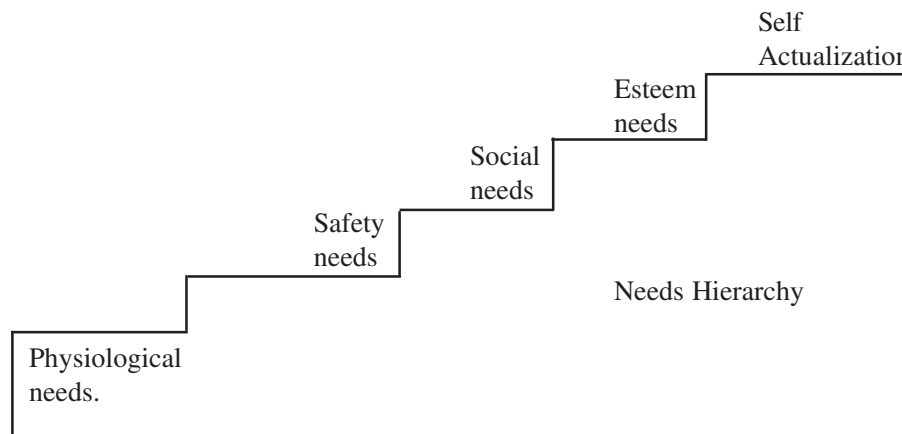 Self
Actualization
Esteem
needs
Social
needs
Safety
needs
Needs Hierarchy
Physiological
needs.